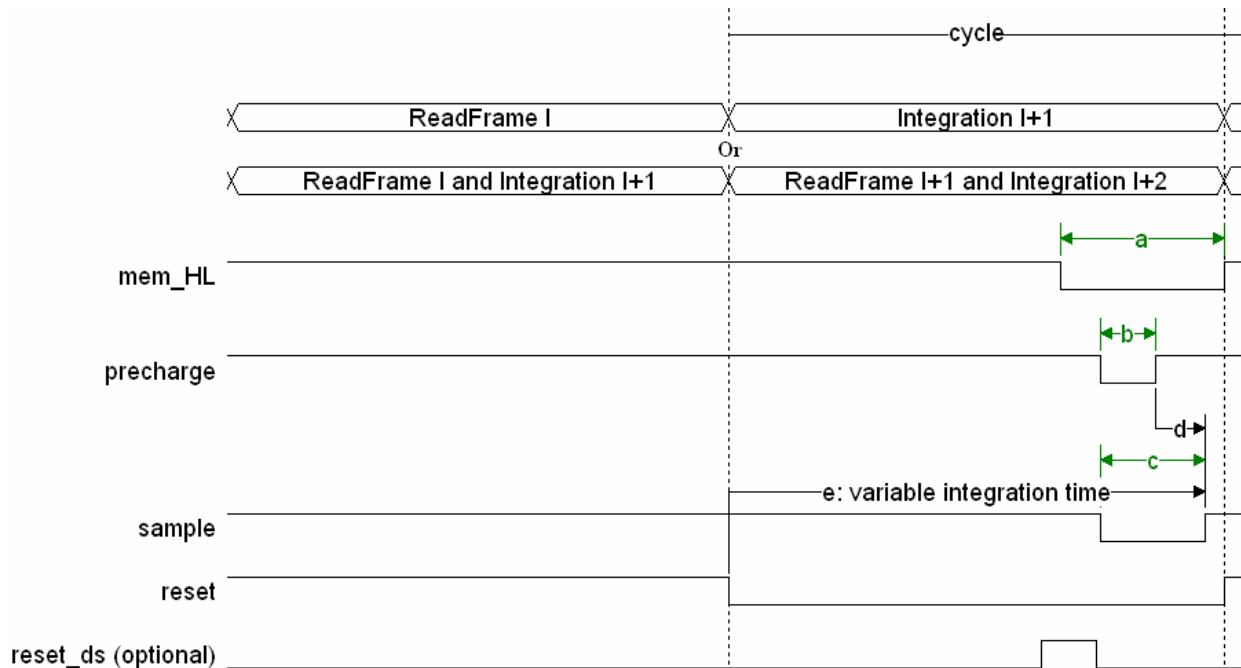 cycle
ReadFrame I
Integration I+1
Or
ReadFrame I and Integration I+1
ReadFrame I+1 and Integration I+2
a
mem_HL
b
precharge
d
c
e: variable integration time
sample
reset
reset_ds (optional)